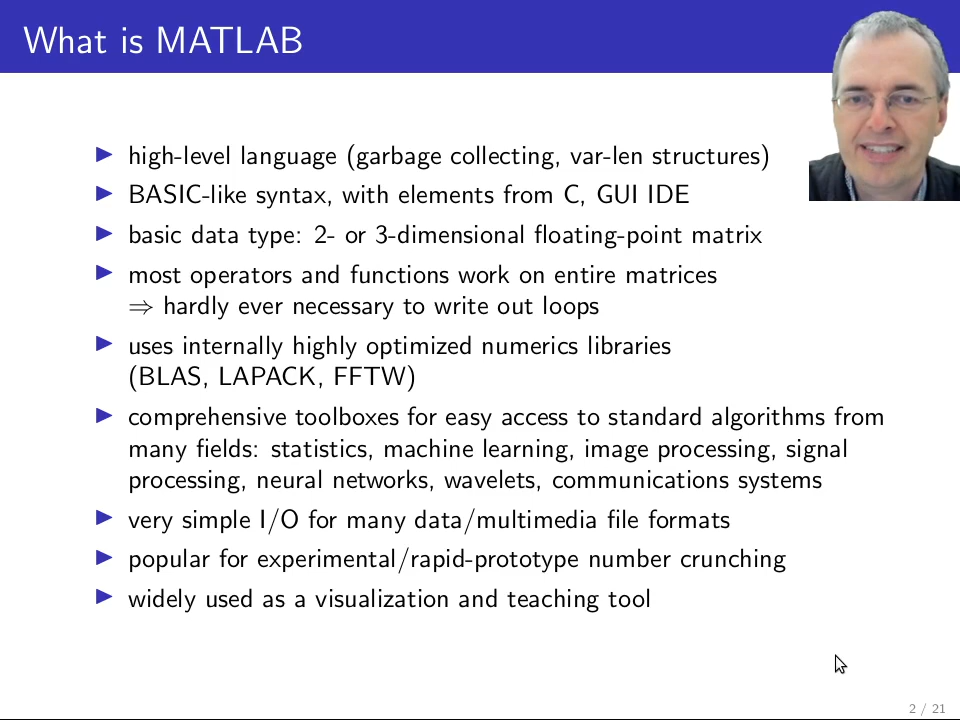 What is MATLAB
▶ high-level language (garbage collecting, var-len structures)
▶ BASIC-like syntax, with elements from C, GUI IDE
▶ basic data type: 2- or 3-dimensional floating-point matrix
▶ most operators and functions work on entire matrices
⇒ hardly ever necessary to write out loops
▶ uses internally highly optimized numerics libraries
(BLAS, LAPACK, FFTW)
▶ comprehensive toolboxes for easy access to standard algorithms from
many fields: statistics, machine learning, image processing, signal
processing, neural networks, wavelets, communications systems
▶ very simple I/O for many data/multimedia file formats
▶ popular for experimental/rapid-prototype number crunching
▶ widely used as a visualization and teaching tool
2 / 21